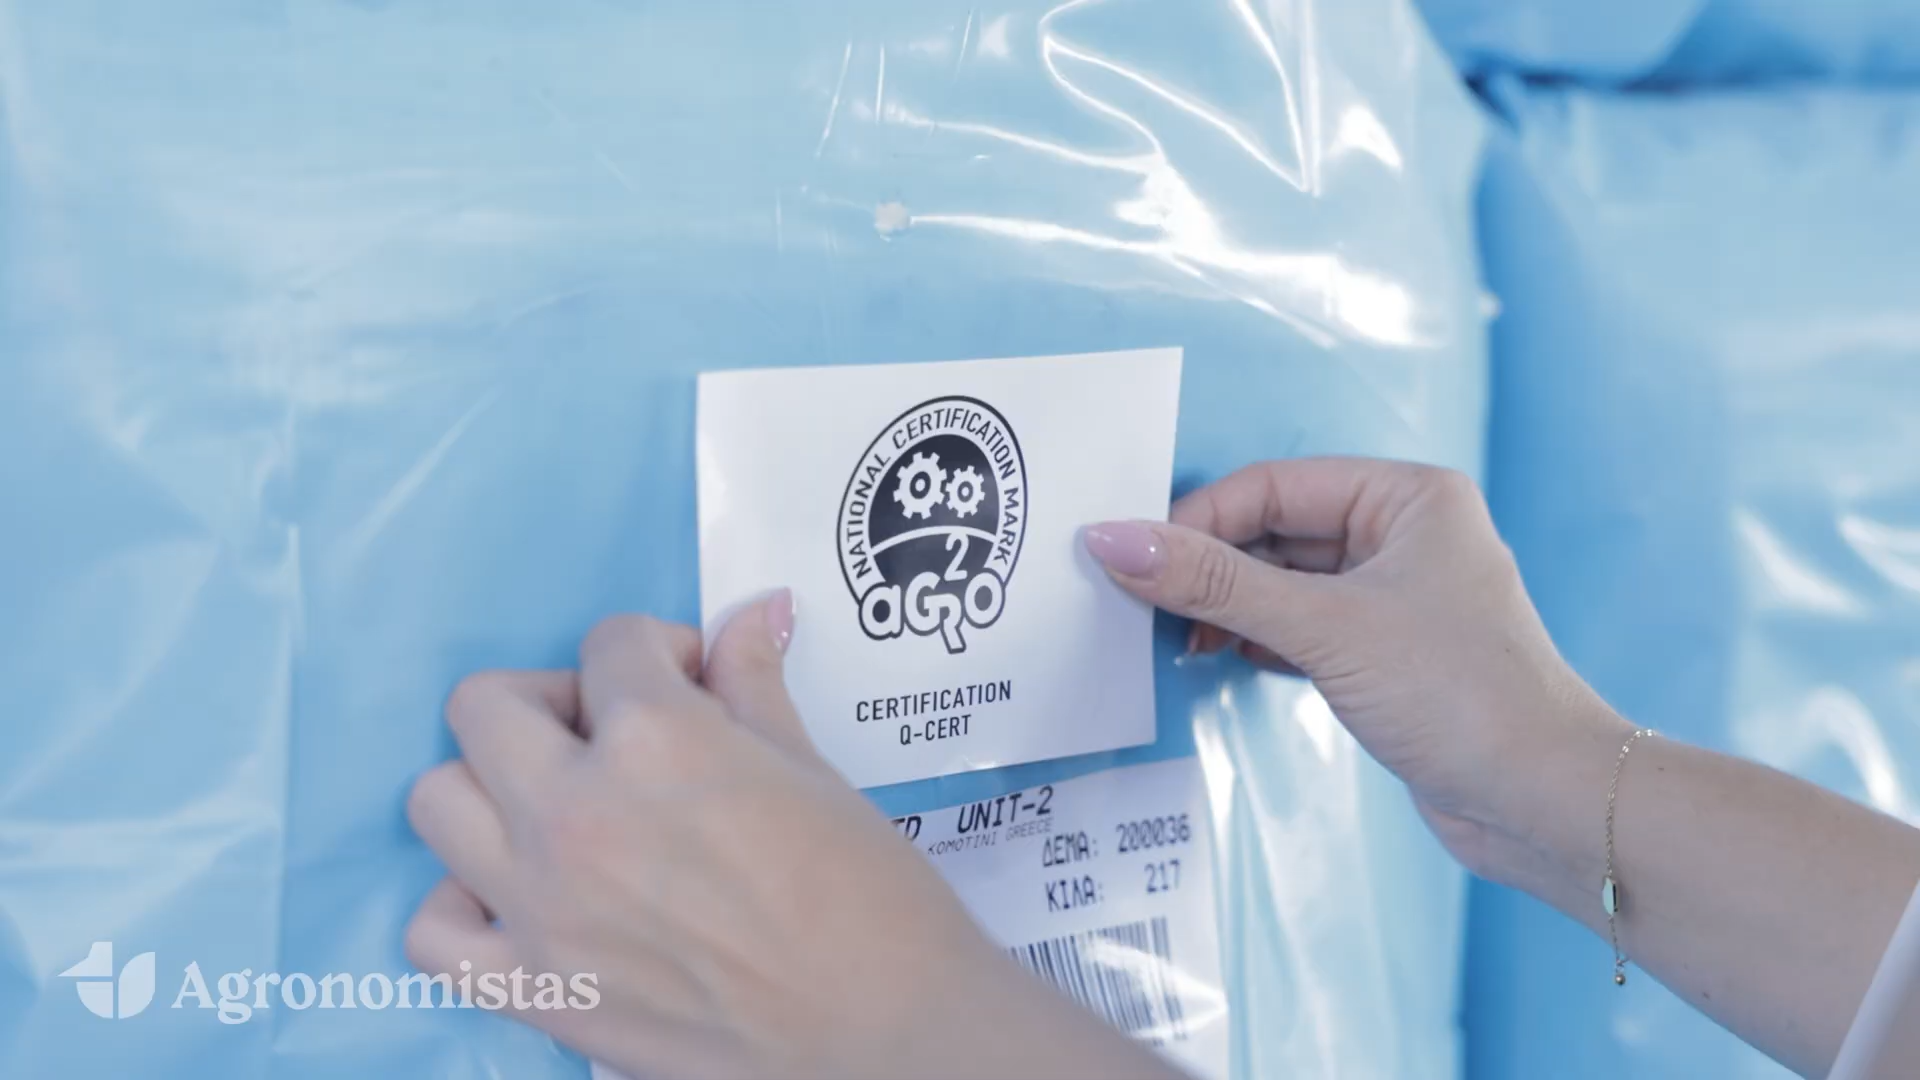 NATIONAL CERTIFICATION MARK
2
aGRO
CERTIFICATION
Q-CERT
UNIT-2
KOMOTINI GREECE
ΔΕΜΑ: 200036
ΚΙΛΑ: 217
Agronomistas